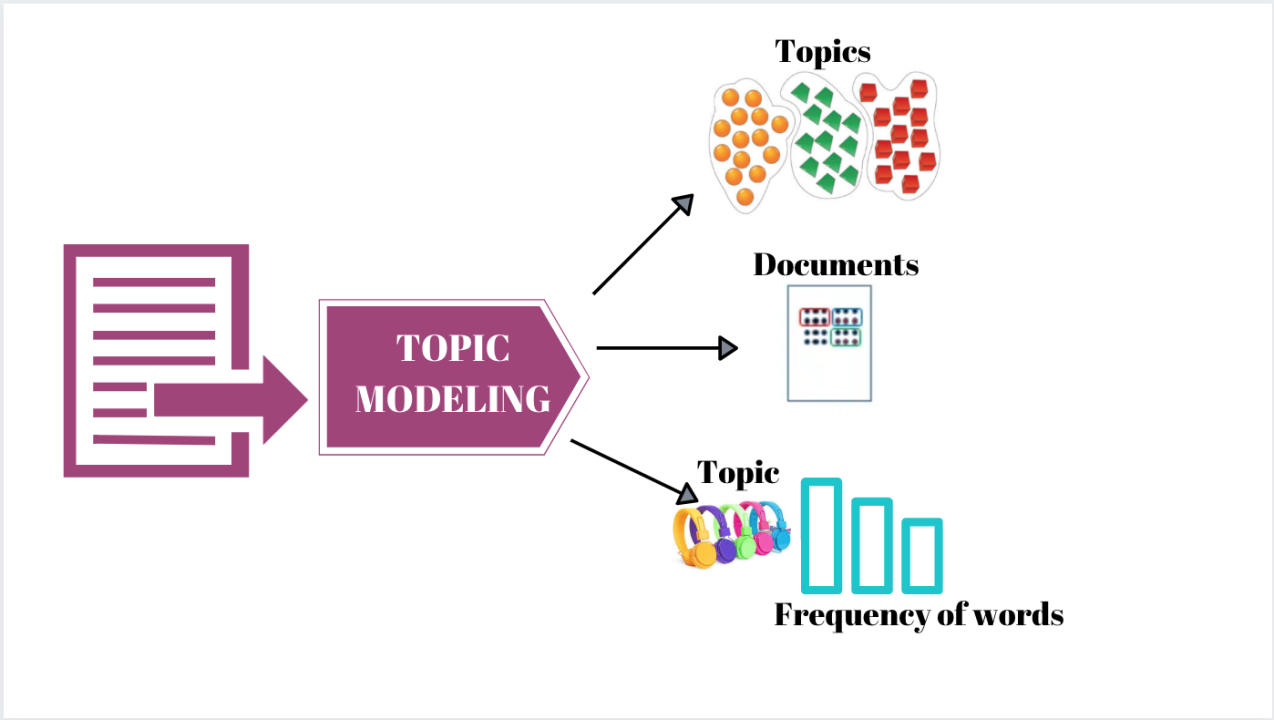 Topics
TOPIC
MODELING
Documents
Topic
Frequency of words